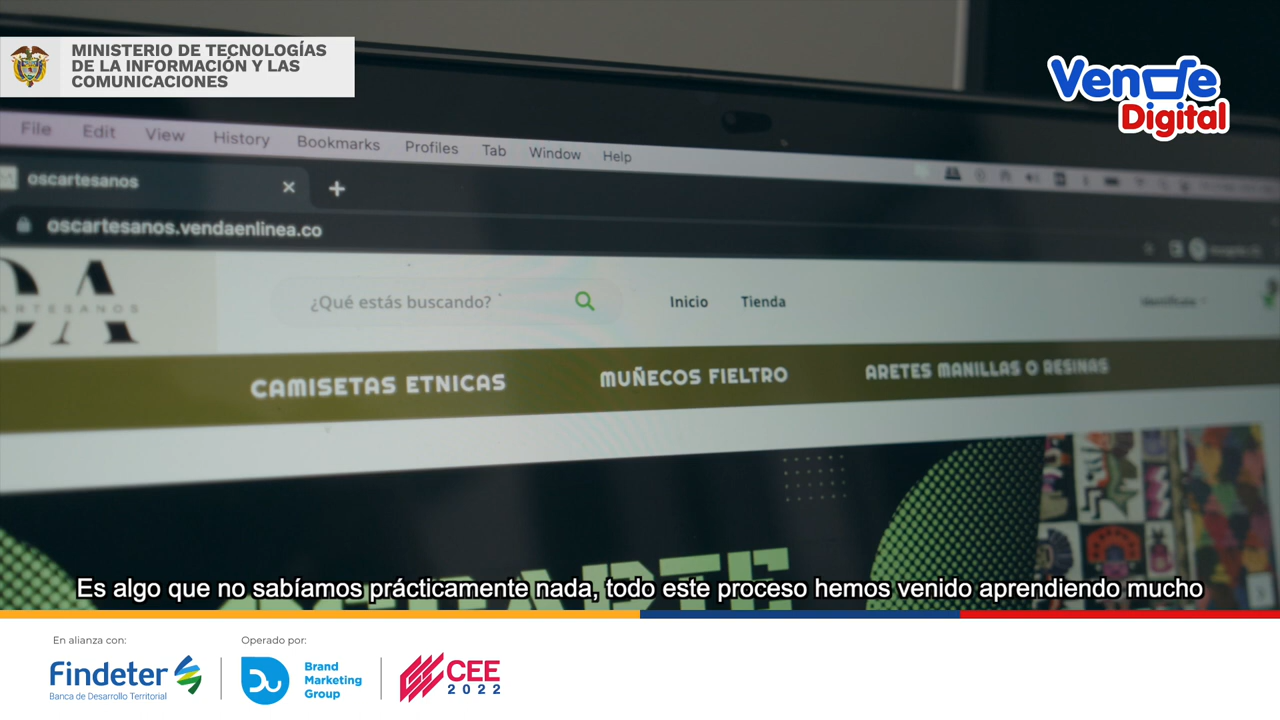 MINISTERIO DE TECNOLOGÍAS
DE LA INFORMACIÓN Y LAS
COMUNICACIONES
Vende
Digital
File Edit View History Bookmarks Profiles Tab Window Help
oscartesanos
oscartesanos.vendaenlinea.co
OA
ARTESANOS
¿Qué estás buscando?
Inicio Tienda
CAMISETAS ETNICAS MUÑECOS FIELTRO ARETES MANILLAS O RESINAS
Es algo que no sabíamos prácticamente nada, todo este proceso hemos venido aprendiendo mucho
En alianza con:
Findeter
Banca de Desarrollo Territorial
Operado por:
Brand
Marketing
Group
CEE
2022